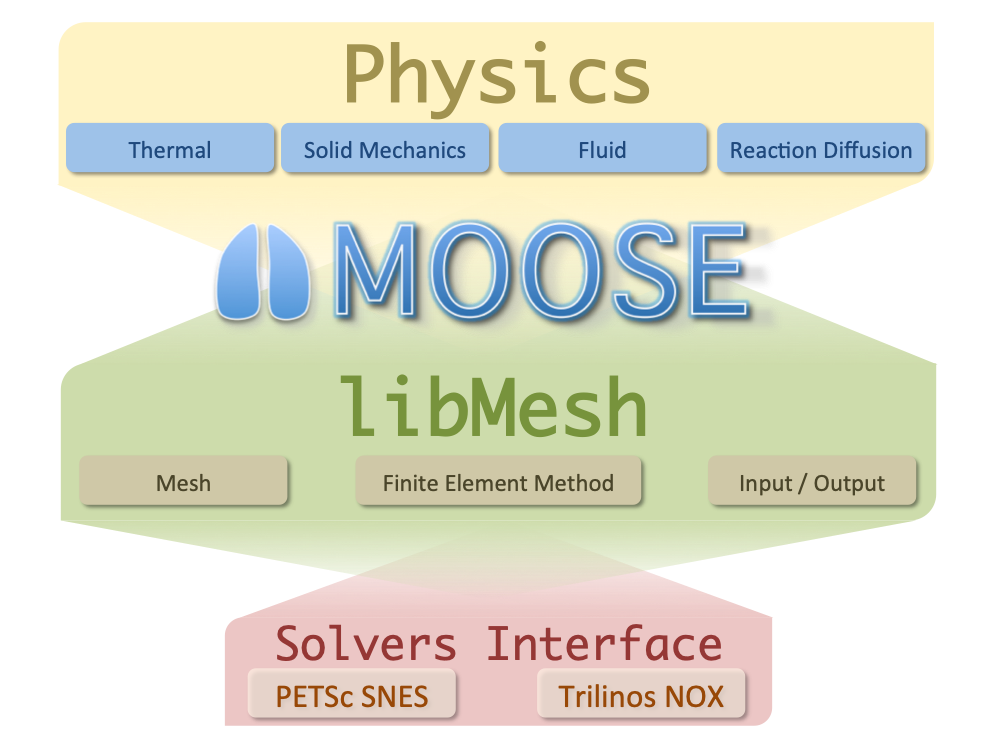 Physics
Thermal
Solid Mechanics
Fluid
Reaction Diffusion
MOOSE
libMesh
Mesh
Finite Element Method
Input / Output
Solvers Interface
PETSc SNES
Trilinos NOX